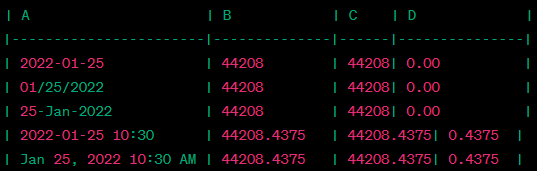 | A                    | B          | C   | D            |
|----------------------|------------|-----|--------------|
| 2022-01-25           | 44208      | 44208| 0.00        |
| 01/25/2022           | 44208      | 44208| 0.00        |
| 25-Jan-2022          | 44208      | 44208| 0.00        |
| 2022-01-25 10:30     | 44208.4375 | 44208.4375| 0.4375 |
| Jan 25, 2022 10:30 AM | 44208.4375 | 44208.4375| 0.4375 |